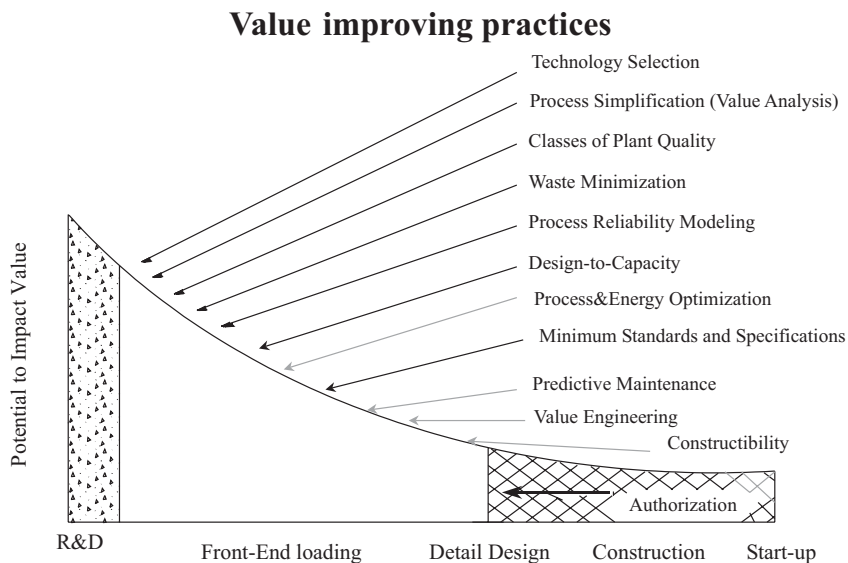 Value improving practices
Technology Selection
Process Simplification (Value Analysis)
Classes of Plant Quality
Waste Minimization
Process Reliability Modeling
Design-to-Capacity
Process&Energy Optimization
Minimum Standards and Specifications
Predictive Maintenance
Value Engineering
Constructibility
Potential to Impact Value
Authorization
R&D
Front-End loading
Detail Design
Construction
Start-up